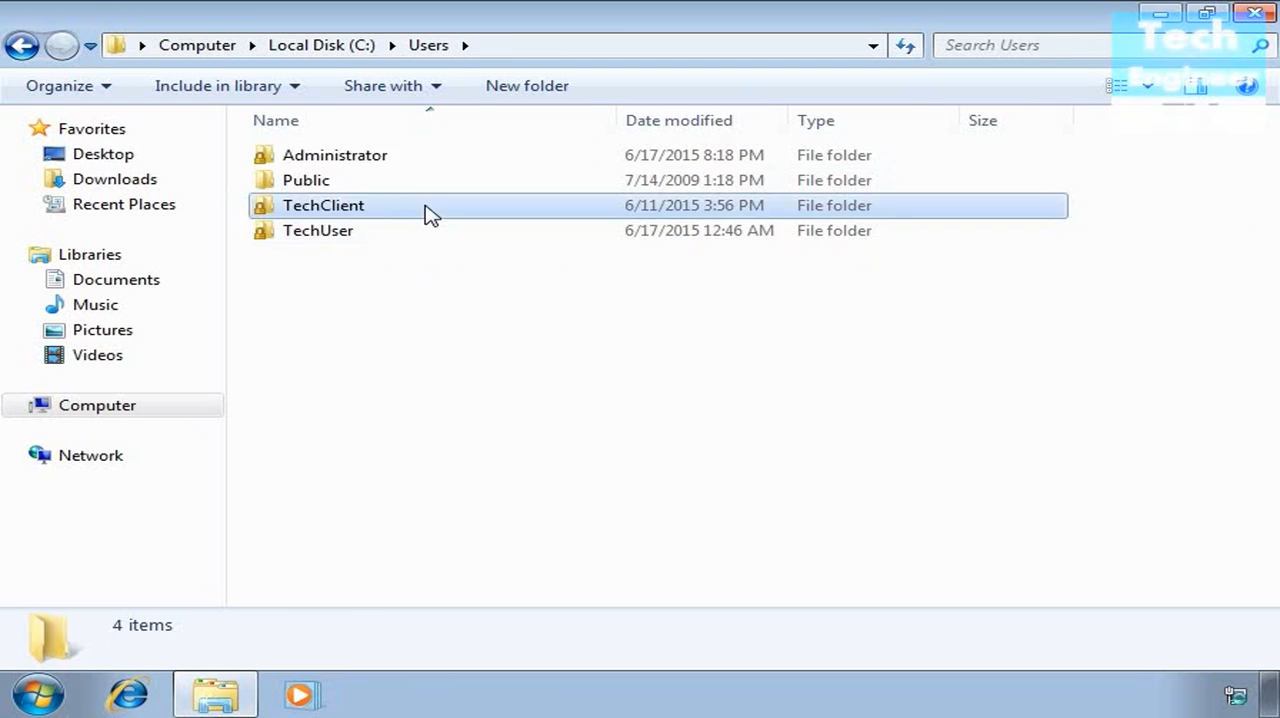 Tech
Engineer
Computer Local Disk (C:) Users
Search Users
Organize Include in library Share with New folder
Name Date modified Type Size
Administrator 6/17/2015 8:18 PM File folder
Public 7/14/2009 1:18 PM File folder
TechClient 6/11/2015 3:56 PM File folder
TechUser 6/17/2015 12:46 AM File folder
Favorites
Desktop
Downloads
Recent Places
Libraries
Documents
Music
Pictures
Videos
Computer
Network
4 items